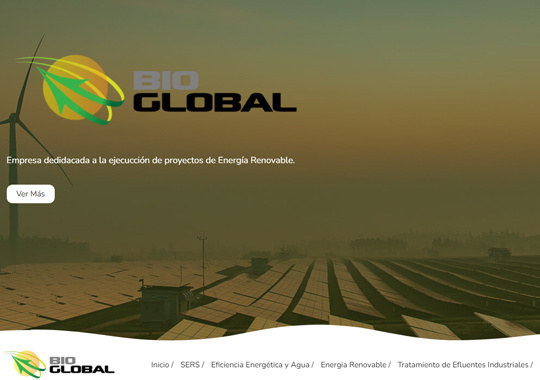 BIO
GLOBAL
Empresa dedidacada a la ejecucción de proyectos de Energía Renovable.
Ver Más
BIO
GLOBAL
Inicio / SERS / Eficiencia Energética y Agua / Energia Renovable / Tratamiento de Efluentes Industriales /